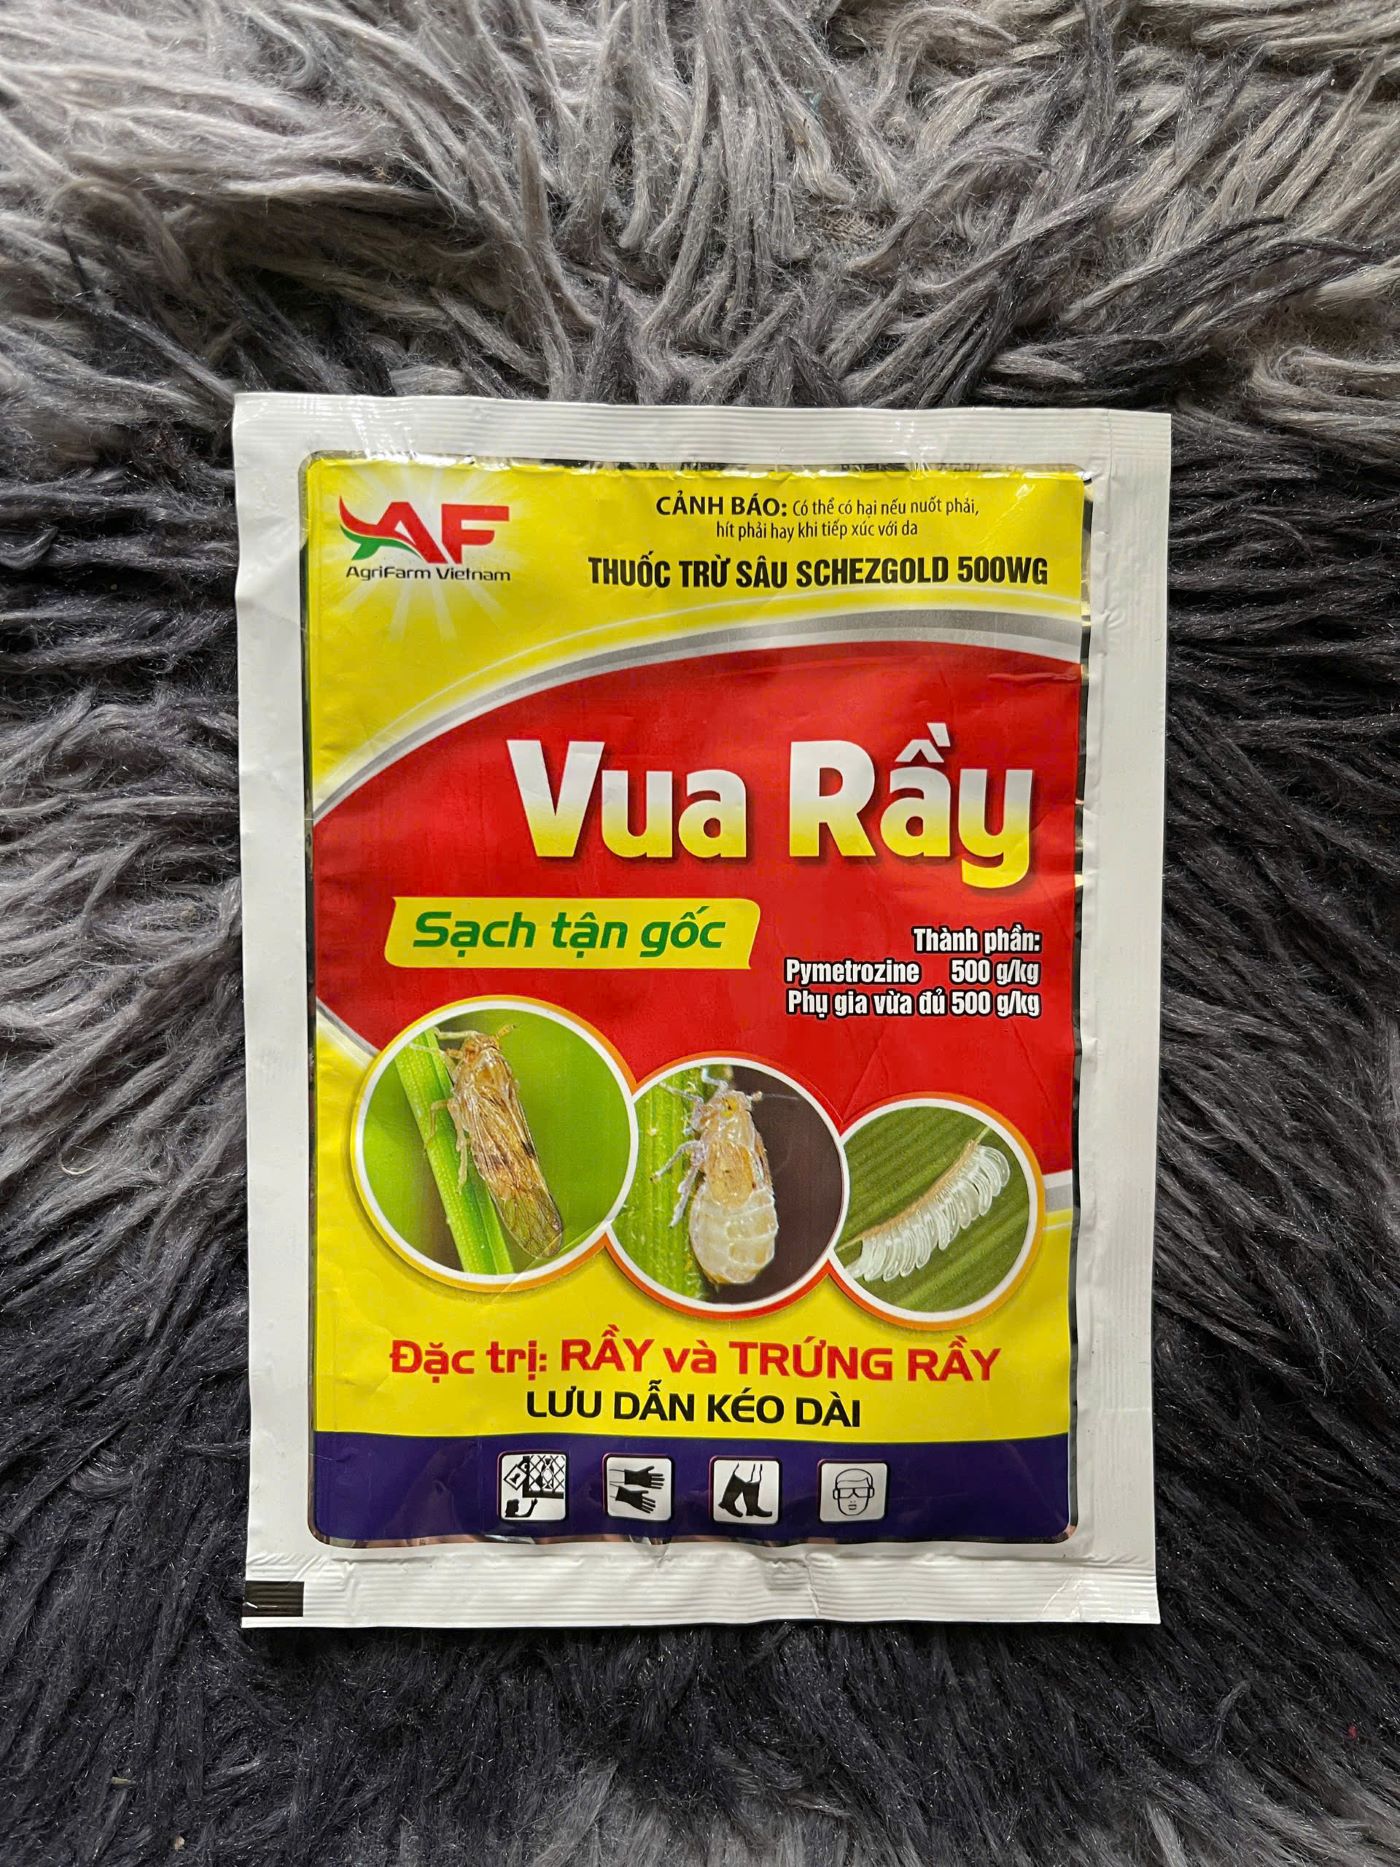 AF
AgriFarm Vietnam
CẢNH BÁO: Có thể có hại nếu nuốt phải,
hít phải hay khi tiếp xúc với da
THUỐC TRỪ SÂU SCHEZGOLD 500WG
Vua Rầy
Sạch tận gốc
Thành phần:
Pymetrozine 500 g/kg
Phụ gia vừa đủ 500 g/kg
Đặc trị: RẦY và TRỨNG RẦY
LƯU DẪN KÉO DÀI